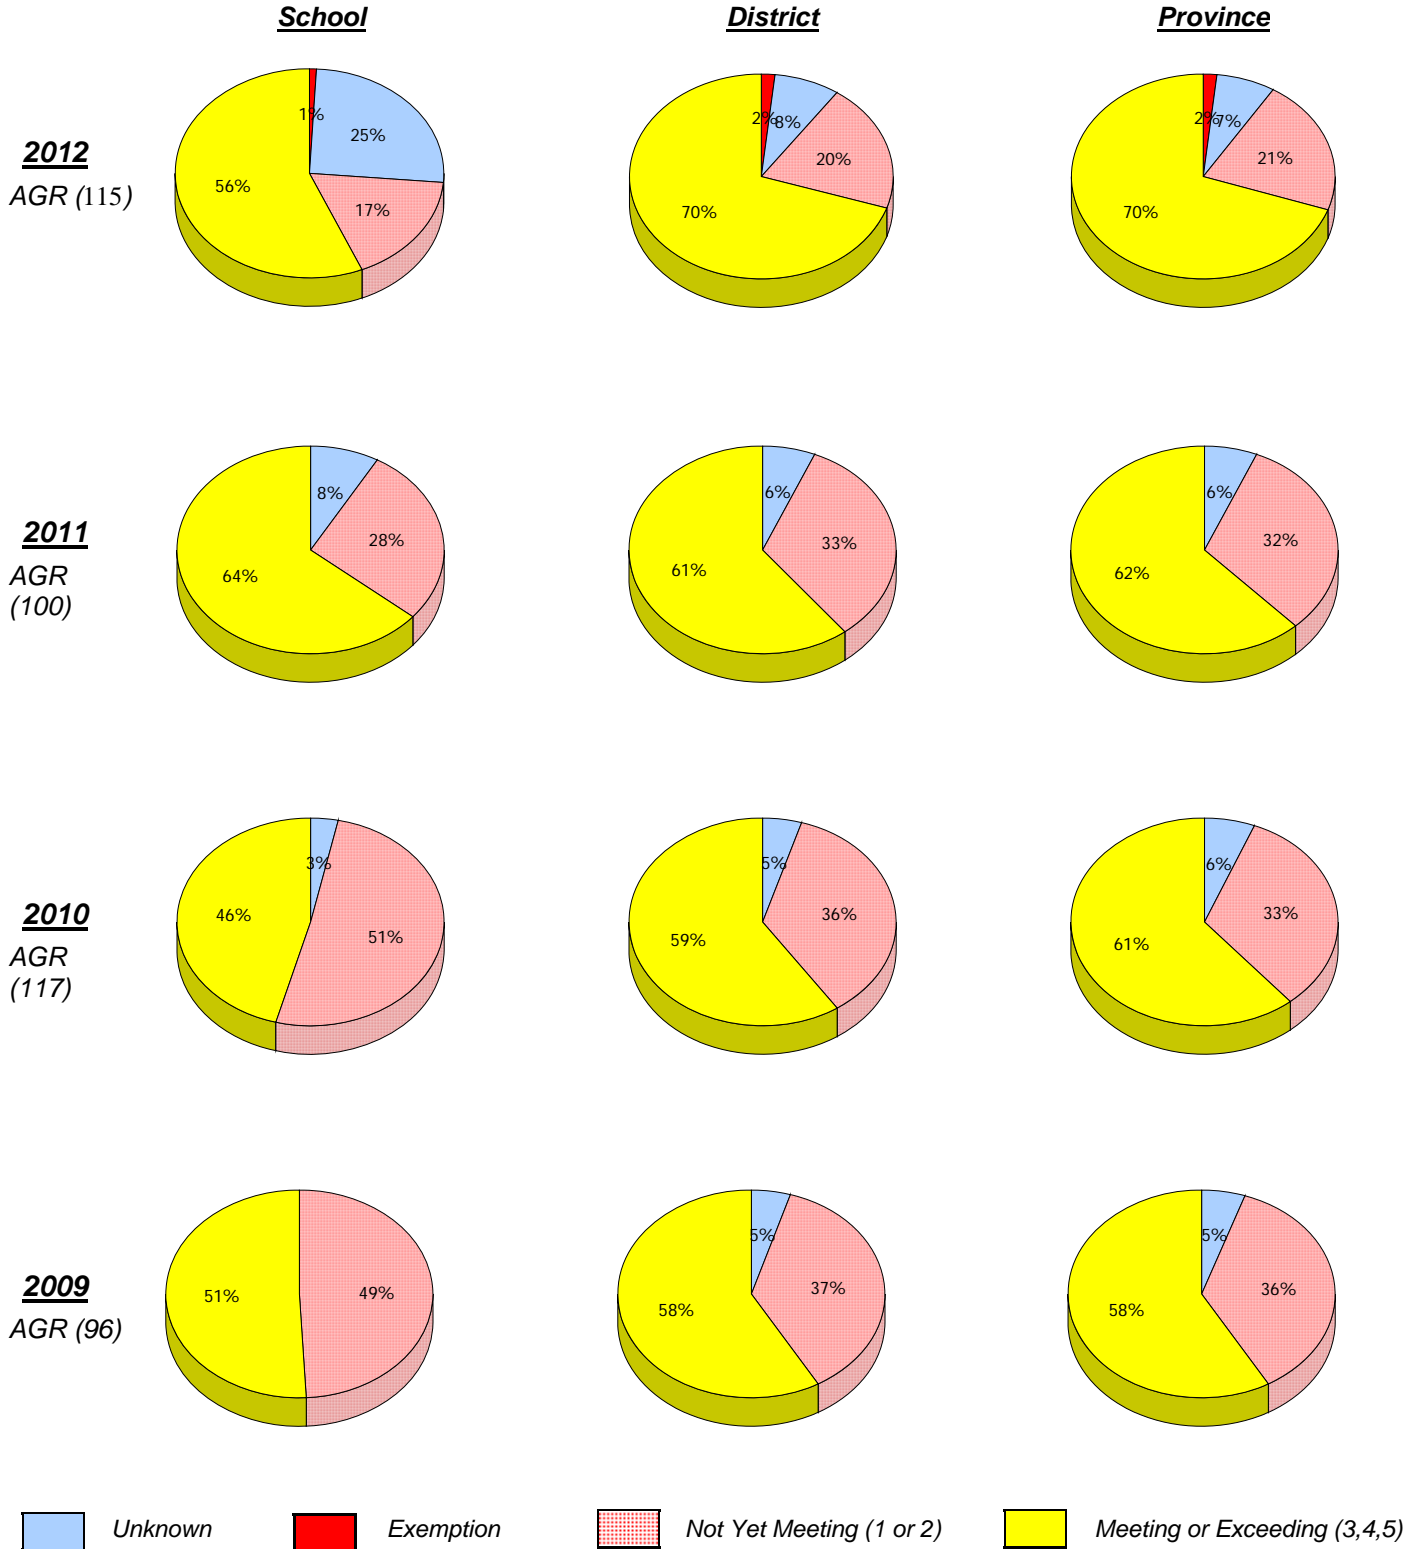 School District Province
2012
AGR (115)
1% 25% 17% 56%
2% 8% 20% 70%
2% 7% 21% 70%
2011
AGR
(100)
8% 28% 64%
6% 33% 61%
6% 32% 62%
2010
AGR
(117)
3% 51% 46%
5% 36% 59%
6% 33% 61%
2009
AGR (96)
49% 51%
5% 37% 58%
5% 36% 58%
Unknown Exemption Not Yet Meeting (1 or 2) Meeting or Exceeding (3,4,5)